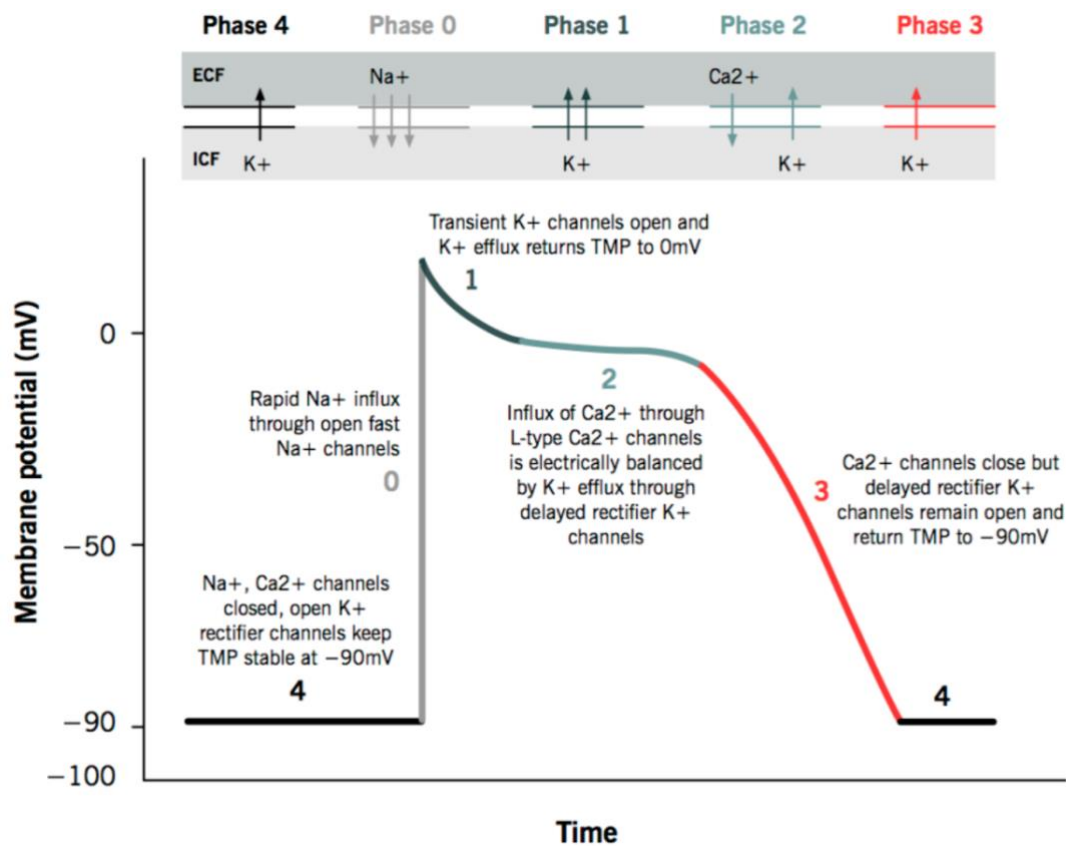 Phase 4 Phase 0 Phase 1 Phase 2 Phase 3
ECF Na+ Ca2+
ICF K+ K+ K+ K+
Transient K+ channels open and
K+ efflux returns TMP to 0mV
1
0
2
Rapid Na+ influx
through open fast
Na+ channels
0
Influx of Ca2+ through
L-type Ca2+ channels
is electrically balanced
by K+ efflux through
delayed rectifier K+
channels
3
Ca2+ channels close but
delayed rectifier K+
channels remain open and
return TMP to −90mV
−50
Na+, Ca2+ channels
closed, open K+
rectifier channels keep
TMP stable at −90mV
4
4
−90
−100
Membrane potential (mV)
Time